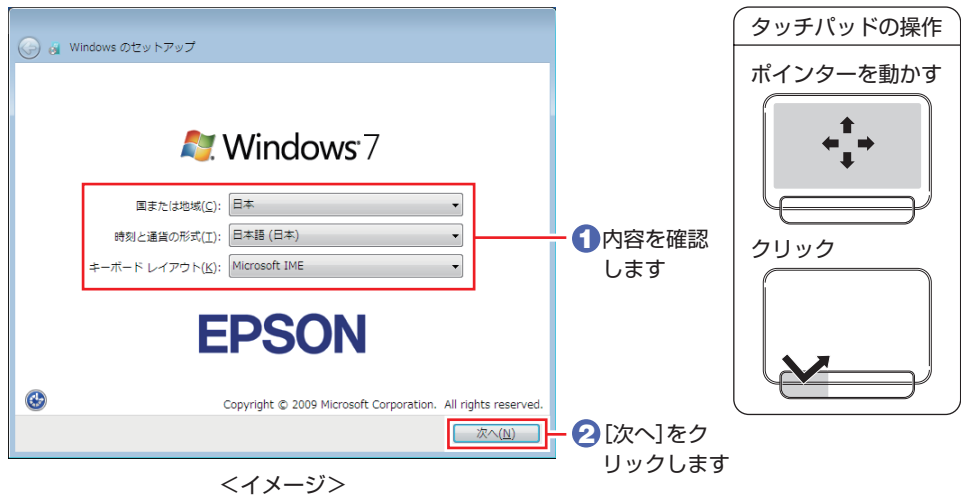 Windows のセットアップ
Windows 7
国または地域(C): 日本
時刻と通貨の形式(T): 日本語 (日本)
キーボード レイアウト(K): Microsoft IME
EPSON
Copyright © 2009 Microsoft Corporation. All rights reserved.
次へ(N)
<イメージ>
1 内容を確認
します
2 [次へ]をク
リックします
タッチパッドの操作
ポインターを動かす
クリック